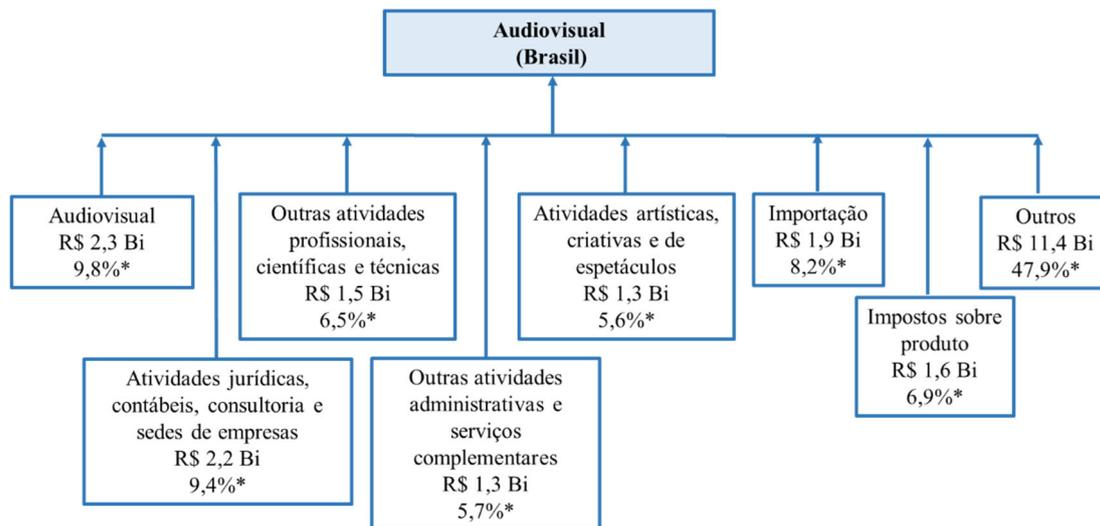 Audiovisual
(Brasil)
Audiovisual
R$ 2,3 Bi
9,8%*
Outras atividades
profissionais,
científicas e técnicas
R$ 1,5 Bi
6,5%*
Atividades artísticas,
criativas e de
espetáculos
R$ 1,3 Bi
5,6%*
Importação
R$ 1,9 Bi
8,2%*
Outros
R$ 11,4 Bi
47,9%*
Impostos sobre
produto
R$ 1,6 Bi
6,9%*
Atividades jurídicas,
contábeis, consultoria e
sedes de empresas
R$ 2,2 Bi
9,4%*
Outras atividades
administrativas e
serviços
complementares
R$ 1,3 Bi
5,7%*